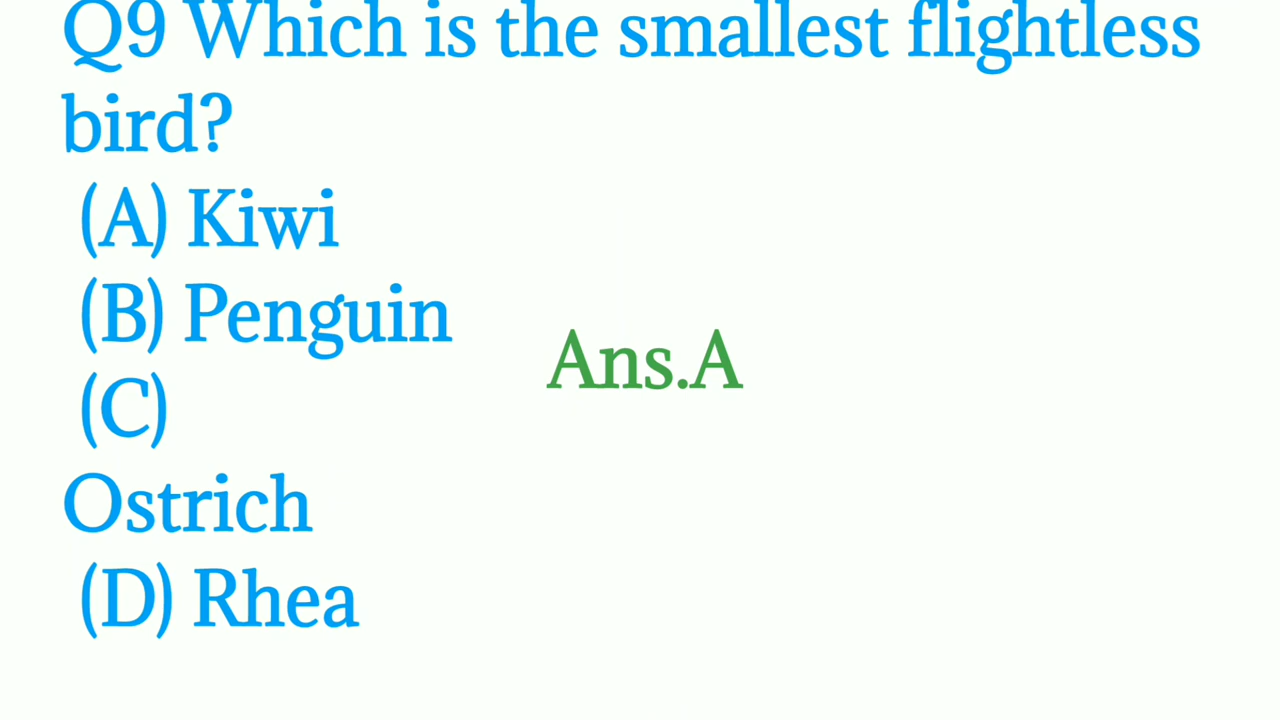 Q9 Which is the smallest flightless
bird?
(A) Kiwi
(B) Penguin
(C)
Ostrich
(D) Rhea
Ans.A